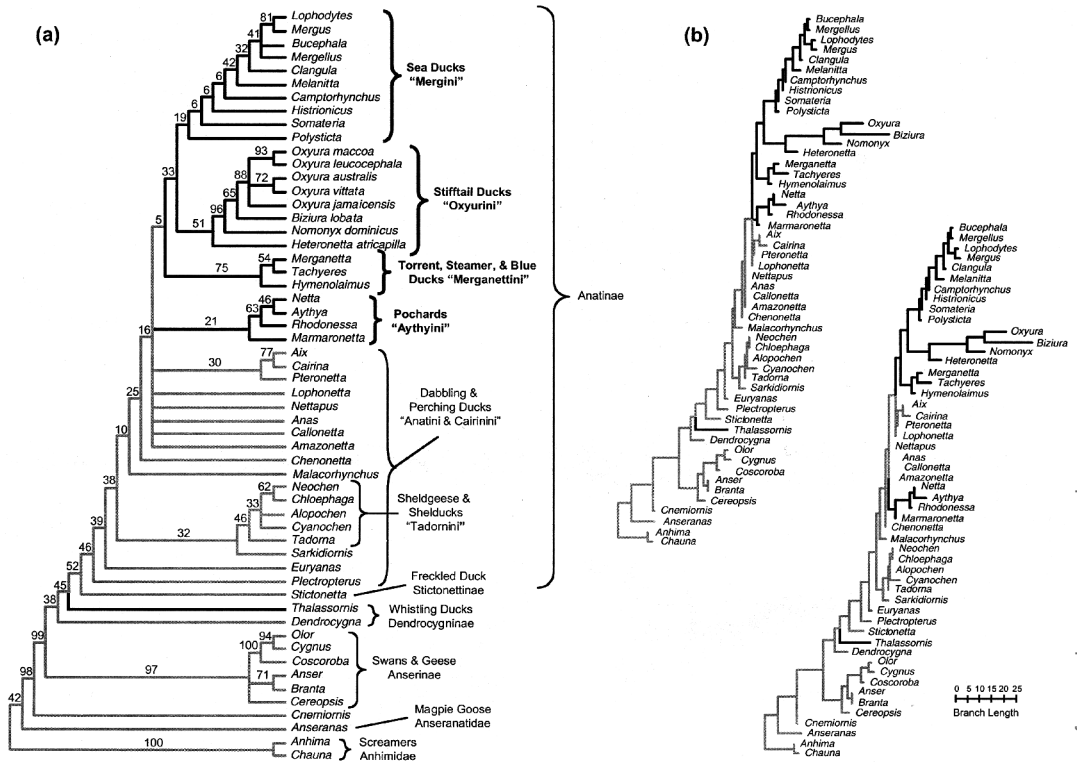 (a)
81
Lophodytes
Mergus
41
Bucephala
32
Mergellus
42
Clangula
6
Melanitta
6
Camptorhynchus
19
Histrionicus
Somateria
Polysticta
Sea Ducks
“Mergini”
33
93
Oxyura maccoa
Oxyura leucocephala
88
72
Oxyura australis
65
Oxyura vittata
96
Oxyura jamaicensis
51
Biziura lobata
Nomonyx dominicus
Heteronetta atricapilla
Stifftail Ducks
“Oxyurini”
5
54
Merganetta
75
Tachyeres
Hymenolaimus
Torrent, Steamer, & Blue
Ducks “Merganettini”
46
Netta
63
Aythya
21
Rhodonessa
Marmaronetta
Pochards
“Aythyini”
16
77
Aix
30
Cairina
Pteronetta
25
Lophonetta
Nettapus
Anas
Callonetta
Amazonetta
10
Chenonetta
Malacorhynchus
Dabbling &
Perching Ducks
“Anatini & Cairinini”
38
62
Neochen
33
Chloephaga
46
Alopochen
32
Cyanochen
Tadorna
Sarkidiornis
Sheldgeese &
Shelducks
“Tadornini”
39
Euryanas
46
Plectropterus
52
Stictonetta
Freckled Duck
Stictonettinae
Anatinae
45
Thalassornis
38
Dendrocygna
Whistling Ducks
Dendrocygninae
99
94
Olor
100
Cygnus
Coscoroba
97
71
Anser
Branta
Cereopsis
Swans & Geese
Anserinae
98
Cnemiornis
42
Anseranas
Magpie Goose
Anseranatidae
100
Anhima
Chauna
Screamers
Anhimidae
(b)
Bucephala
Mergellus
Lophodytes
Mergus
Clangula
Melanitta
Camptorhynchus
Histrionicus
Somateria
Polysticta
Oxyura
Biziura
Nomonyx
Heteronetta
Merganetta
Tachyeres
Hymenolaimus
Netta
Aythya
Rhodonessa
Marmaronetta
Aix
Cairina
Pteronetta
Lophonetta
Nettapus
Anas
Callonetta
Amazonetta
Chenonetta
Malacorhynchus
Neochen
Chloephaga
Alopochen
Cyanochen
Tadorna
Sarkidiornis
Euryanas
Plectropterus
Stictonetta
Thalassornis
Dendrocygna
Olor
Cygnus
Coscoroba
Anser
Branta
Cereopsis
Cnemiornis
Anseranas
Anhima
Chauna
Bucephala
Mergellus
Lophodytes
Mergus
Clangula
Melanitta
Camptorhynchus
Histrionicus
Somateria
Polysticta
Oxyura
Biziura
Nomonyx
Heteronetta
Merganetta
Tachyeres
Hymenolaimus
Aix
Cairina
Pteronetta
Lophonetta
Nettapus
Anas
Callonetta
Amazonetta
Netta
Aythya
Rhodonessa
Marmaronetta
Chenonetta
Malacorhynchus
Neochen
Chloephaga
Alopochen
Cyanochen
Tadorna
Sarkidiornis
Euryanas
Plectropterus
Stictonetta
Thalassornis
Dendrocygna
Olor
Cygnus
Coscoroba
Anser
Branta
Cereopsis
Cnemiornis
Anseranas
Anhima
Chauna
0 5 10 15 20 25
Branch Length